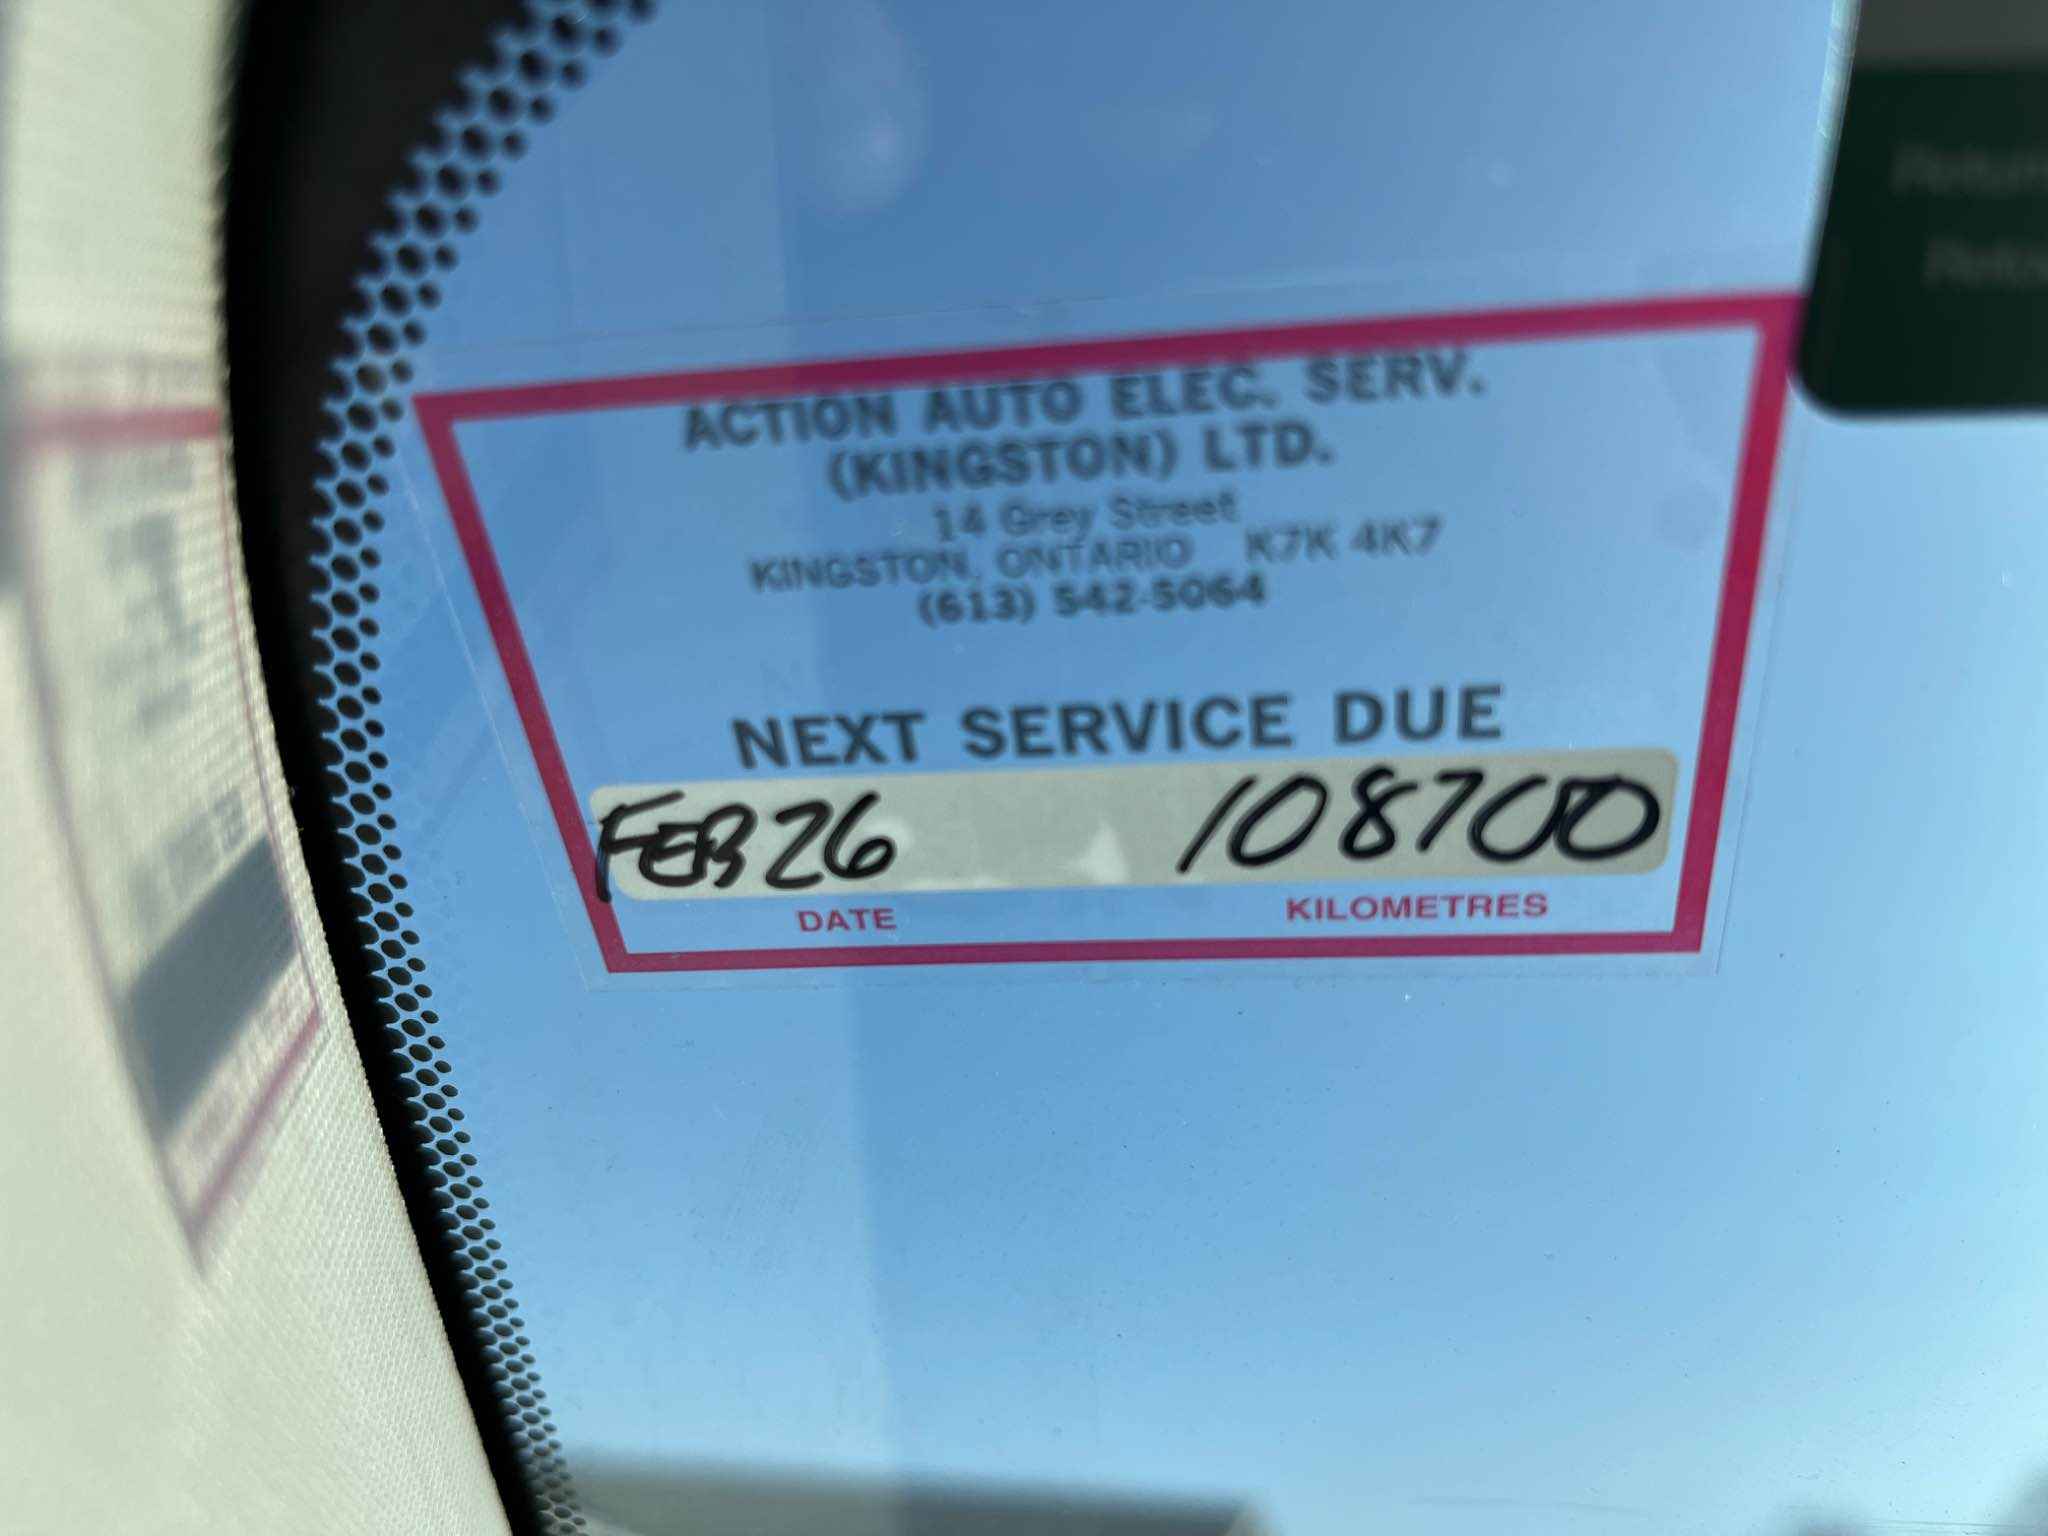 ACTION AUTO ELEC. SERV.
(KINGSTON) LTD.
14 Grey Street
KINGSTON, ONTARIO K7K 4K7
(613) 542-5064
NEXT SERVICE DUE
FEB 26 108700
DATE KILOMETRES